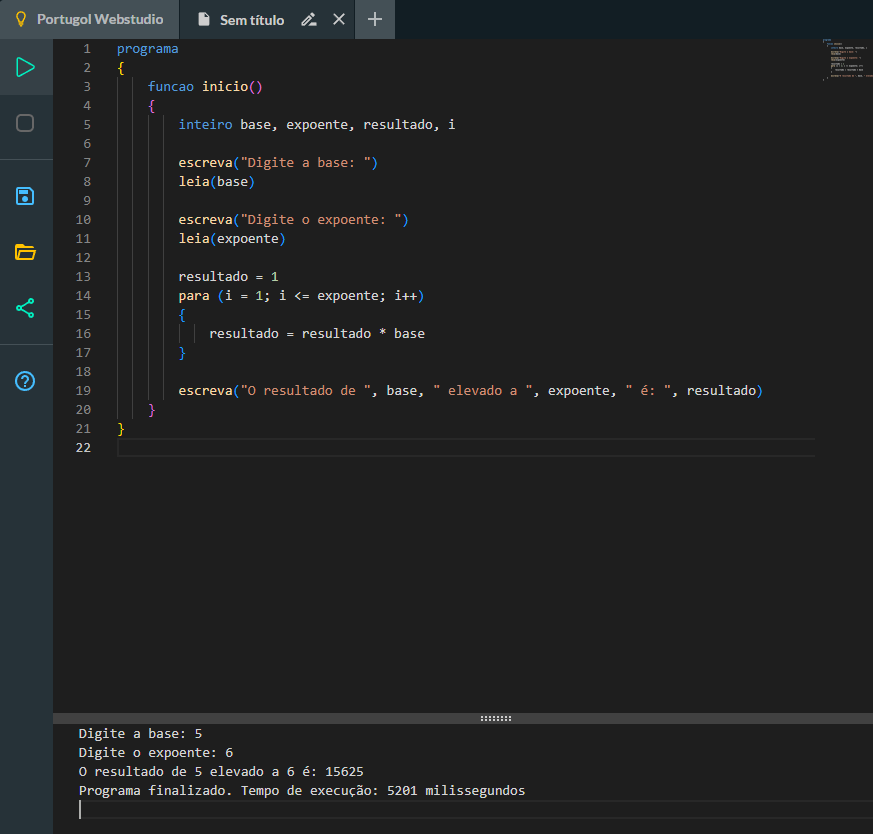 Portugol Webstudio
Sem título
1 programa
2 {
3 funcao inicio()
4 {
5 inteiro base, expoente, resultado, i
6
7 escreva("Digite a base: ")
8 leia(base)
9
10 escreva("Digite o expoente: ")
11 leia(expoente)
12
13 resultado = 1
14 para (i = 1; i <= expoente; i++)
15 {
16 resultado = resultado * base
17 }
18
19 escreva("O resultado de ", base, " elevado a ", expoente, " é: ", resultado)
20 }
21 }
22
Digite a base: 5
Digite o expoente: 6
O resultado de 5 elevado a 6 é: 15625
Programa finalizado. Tempo de execução: 5201 milissegundos